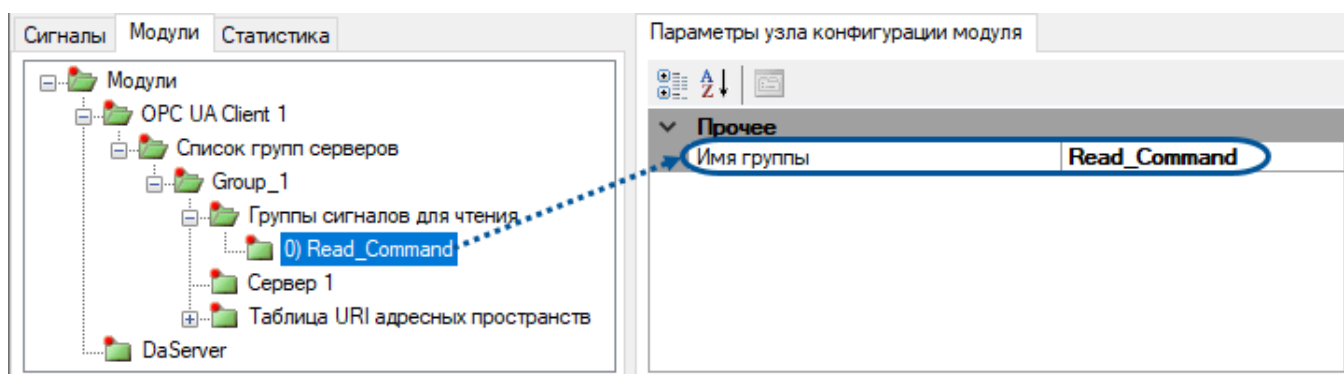 Сигналы Модули Статистика
Модули
OPC UA Client 1
Список групп серверов
Group_1
Группы сигналов для чтения
0) Read_Command
Сервер 1
Таблица URI адресных пространств
DaServer
Параметры узла конфигурации модуля
A
Z
Прочее
Имя группы Read_Command